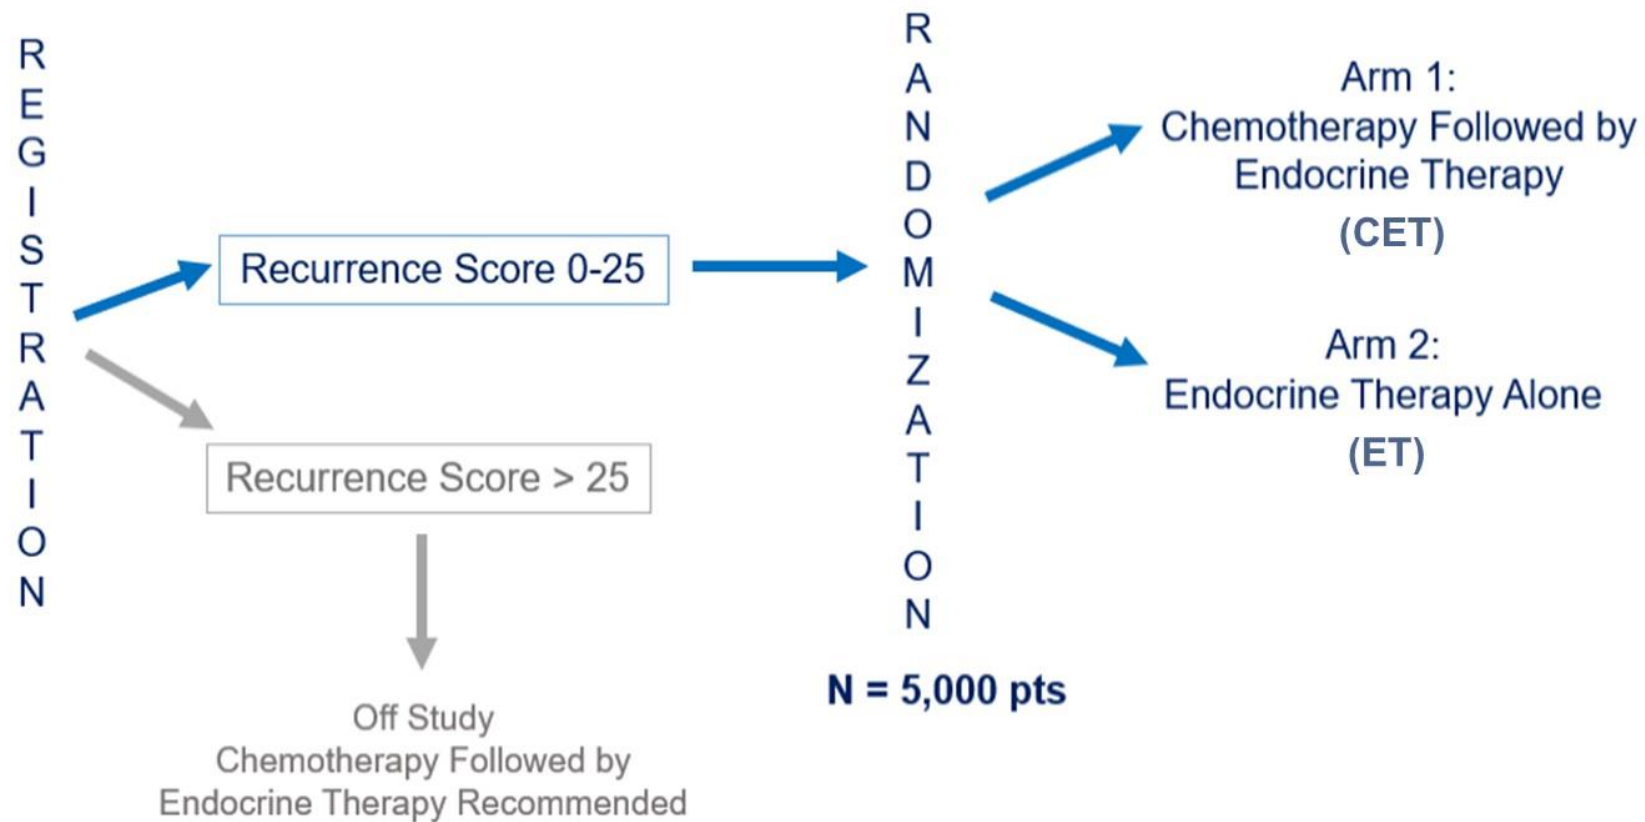 REGISTRATION
Recurrence Score 0-25
Recurrence Score > 25
Off Study
Chemotherapy Followed by
Endocrine Therapy Recommended
RANDOMIZATION
N = 5,000 pts
Arm 1:
Chemotherapy Followed by
Endocrine Therapy
(CET)
Arm 2:
Endocrine Therapy Alone
(ET)